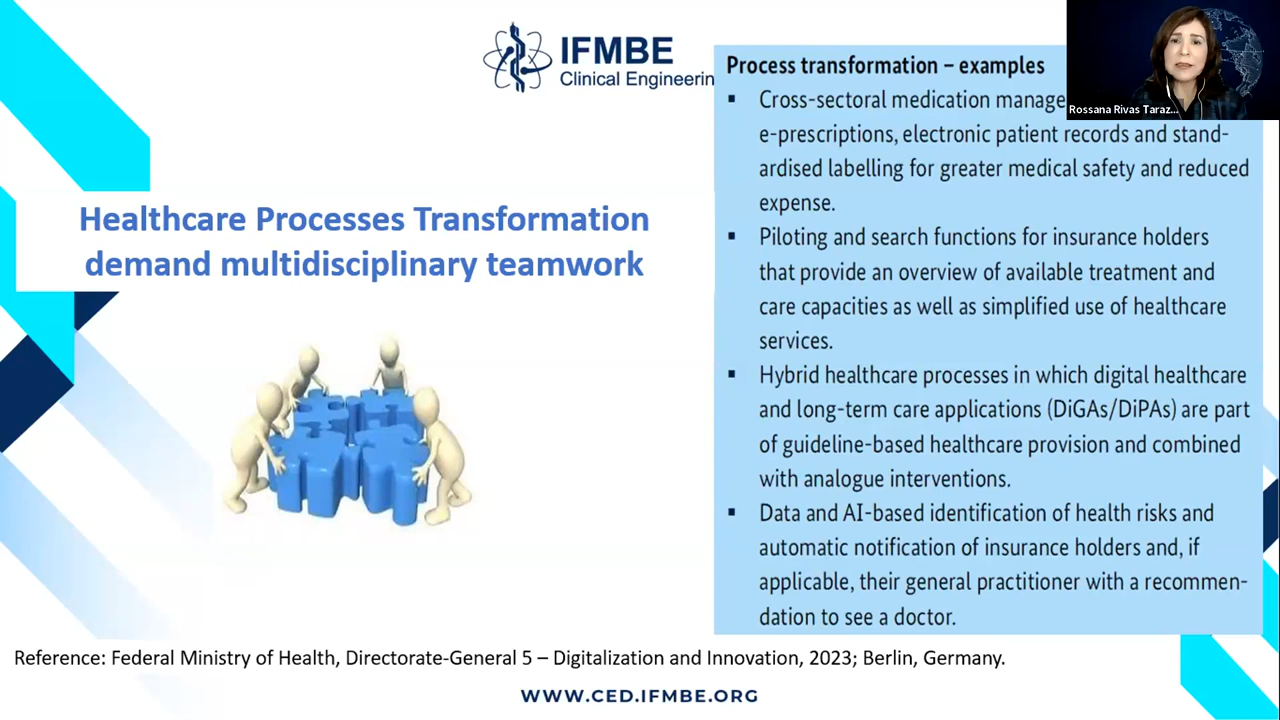 IFMBE
Clinical Engineerin
Rossana Rivas Taraz...
Process transformation – examples
▪ Cross-sectoral medication manage
e-prescriptions, electronic patient records and stand-
ardised labelling for greater medical safety and reduced
expense.
▪ Piloting and search functions for insurance holders
that provide an overview of available treatment and
care capacities as well as simplified use of healthcare
services.
▪ Hybrid healthcare processes in which digital healthcare
and long-term care applications (DiGAs/DiPAs) are part
of guideline-based healthcare provision and combined
with analogue interventions.
▪ Data and AI-based identification of health risks and
automatic notification of insurance holders and, if
applicable, their general practitioner with a recommen-
dation to see a doctor.
Healthcare Processes Transformation
demand multidisciplinary teamwork
Reference: Federal Ministry of Health, Directorate-General 5 – Digitalization and Innovation, 2023; Berlin, Germany.
WWW.CED.IFMBE.ORG